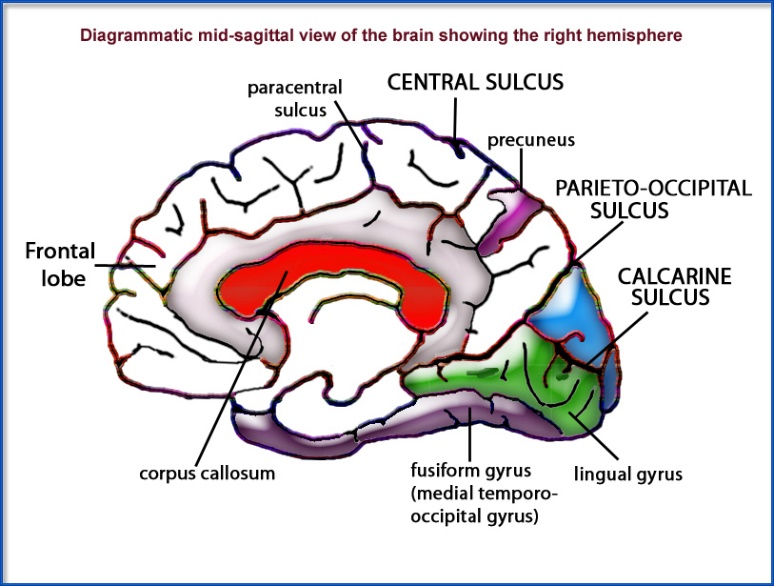 Diagrammatic mid-sagittal view of the brain showing the right hemisphere
paracentral
sulcus
CENTRAL SULCUS
precuneus
PARIETO-OCCIPITAL
SULCUS
Frontal
lobe
CALCARINE
SULCUS
corpus callosum
fusiform gyrus
(medial temporo-
occipital gyrus)
lingual gyrus